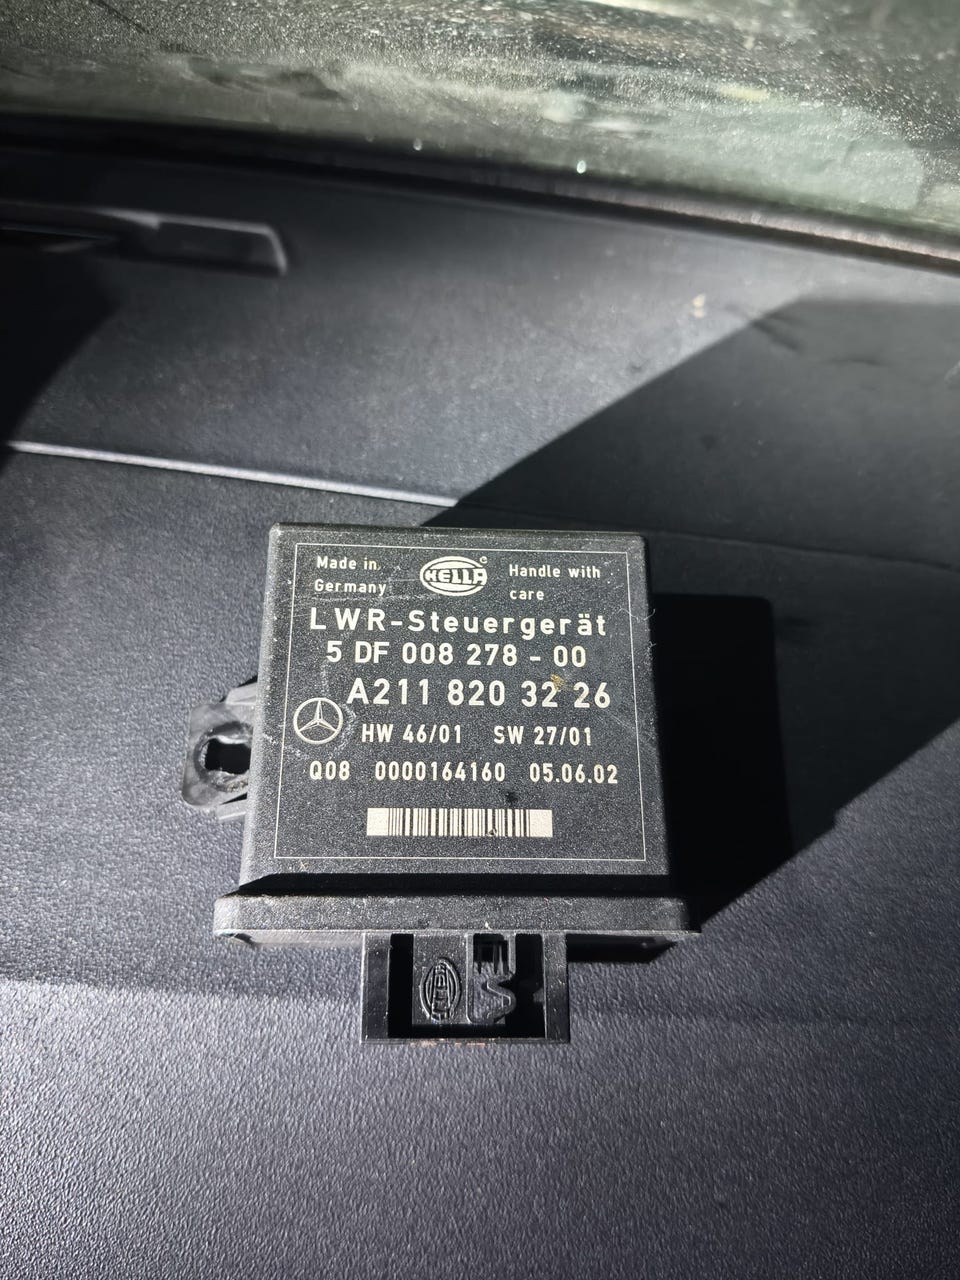 Made in HELLA Handle with
Germany care
LWR-Steuergerät
5 DF 008 278 - 00
A211 820 32 26
HW 46/01 SW 27/01
Q08 0000164160 05.06.02
HELLA